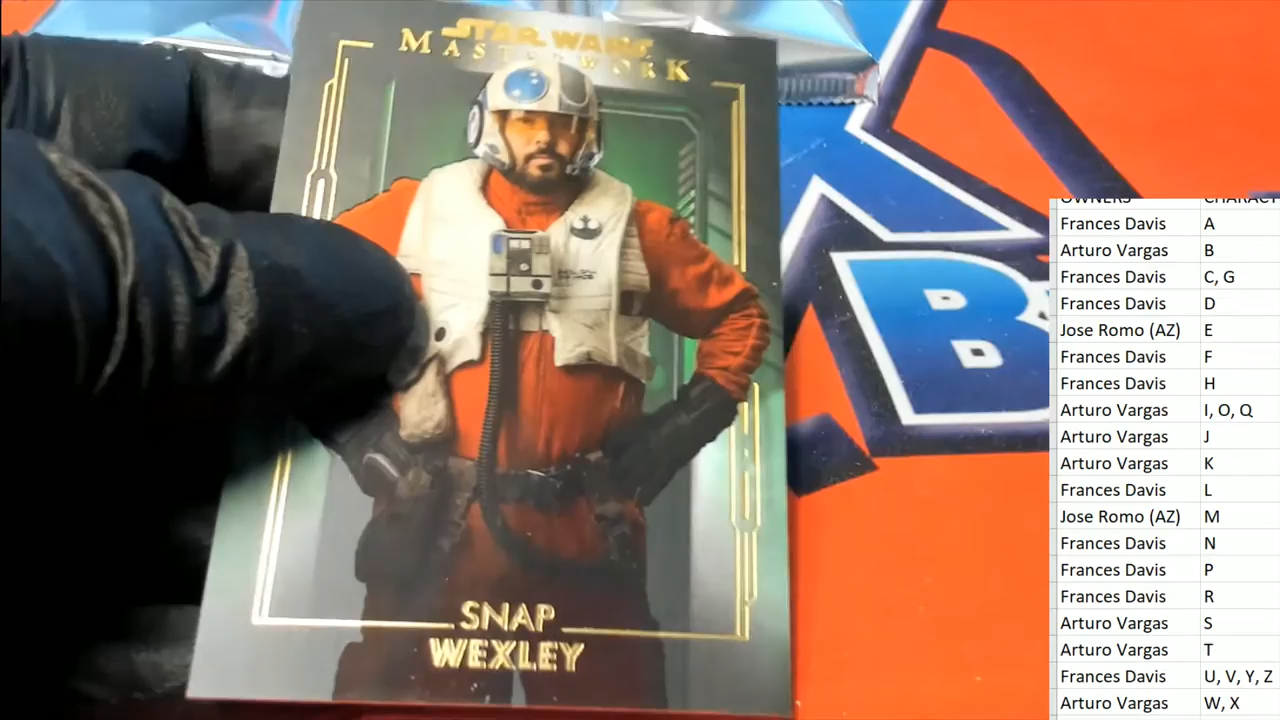 STAR WARS
MASTERWORK
SNAP
WEXLEY
B
OWNERS CHARACT
Frances Davis A
Arturo Vargas B
Frances Davis C, G
Frances Davis D
Jose Romo (AZ) E
Frances Davis F
Frances Davis H
Arturo Vargas I, O, Q
Arturo Vargas J
Arturo Vargas K
Frances Davis L
Jose Romo (AZ) M
Frances Davis N
Frances Davis P
Frances Davis R
Arturo Vargas S
Arturo Vargas T
Frances Davis U, V, Y, Z
Arturo Vargas W, X